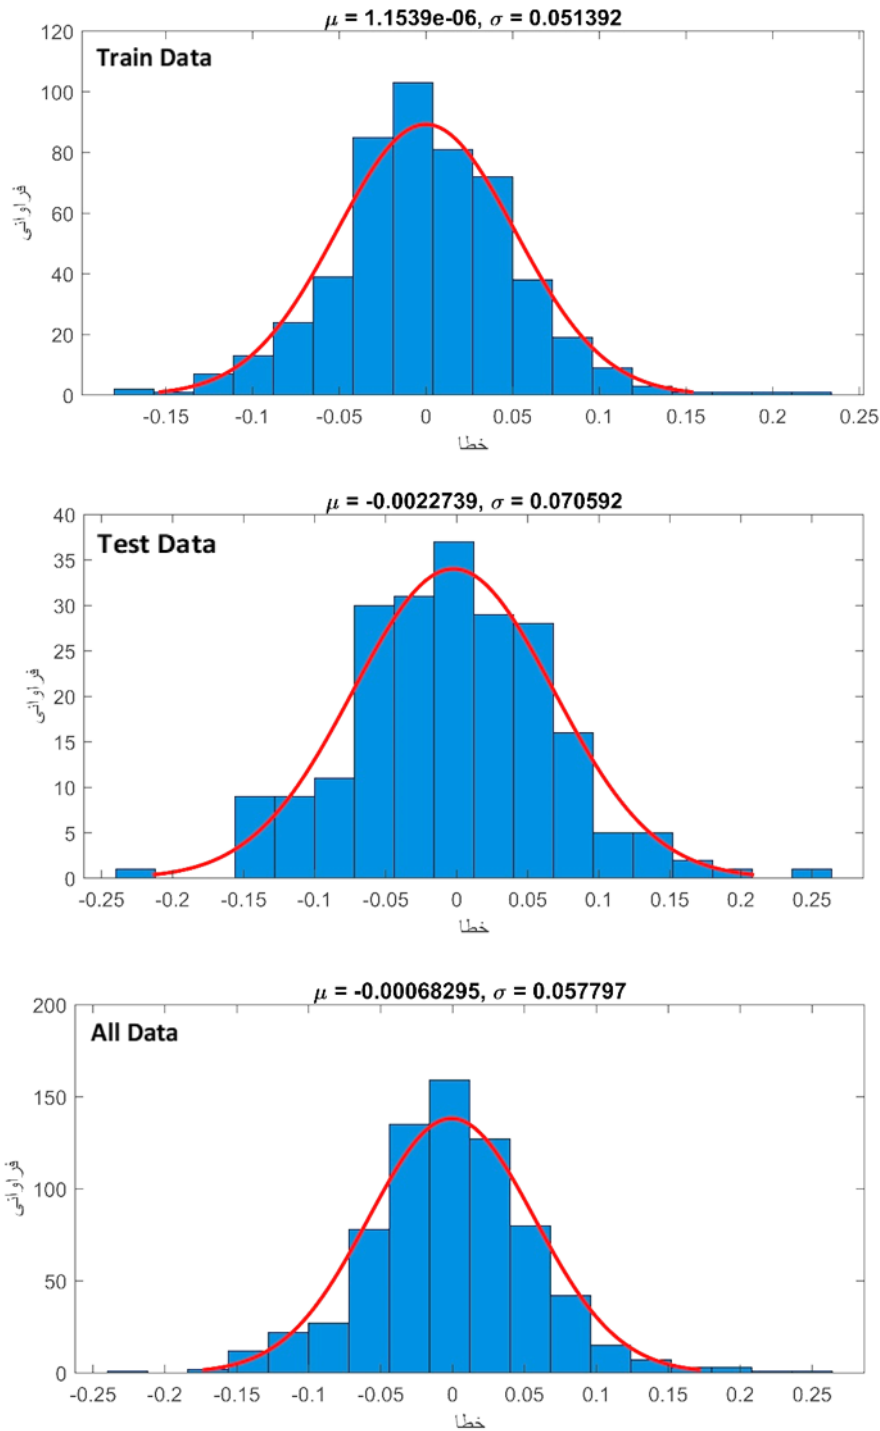 μ = 1.1539e-06, σ = 0.051392
Train Data
120
100
80
60
40
20
0
فراوانی
-0.15 -0.1 -0.05 0 0.05 0.1 0.15 0.2 0.25
خطا
μ = -0.0022739, σ = 0.070592
Test Data
40
35
30
25
20
15
10
5
0
فراوانی
-0.25 -0.2 -0.15 -0.1 -0.05 0 0.05 0.1 0.15 0.2 0.25
خطا
μ = -0.00068295, σ = 0.057797
All Data
200
150
100
50
0
فراوانی
-0.25 -0.2 -0.15 -0.1 -0.05 0 0.05 0.1 0.15 0.2 0.25
خطا